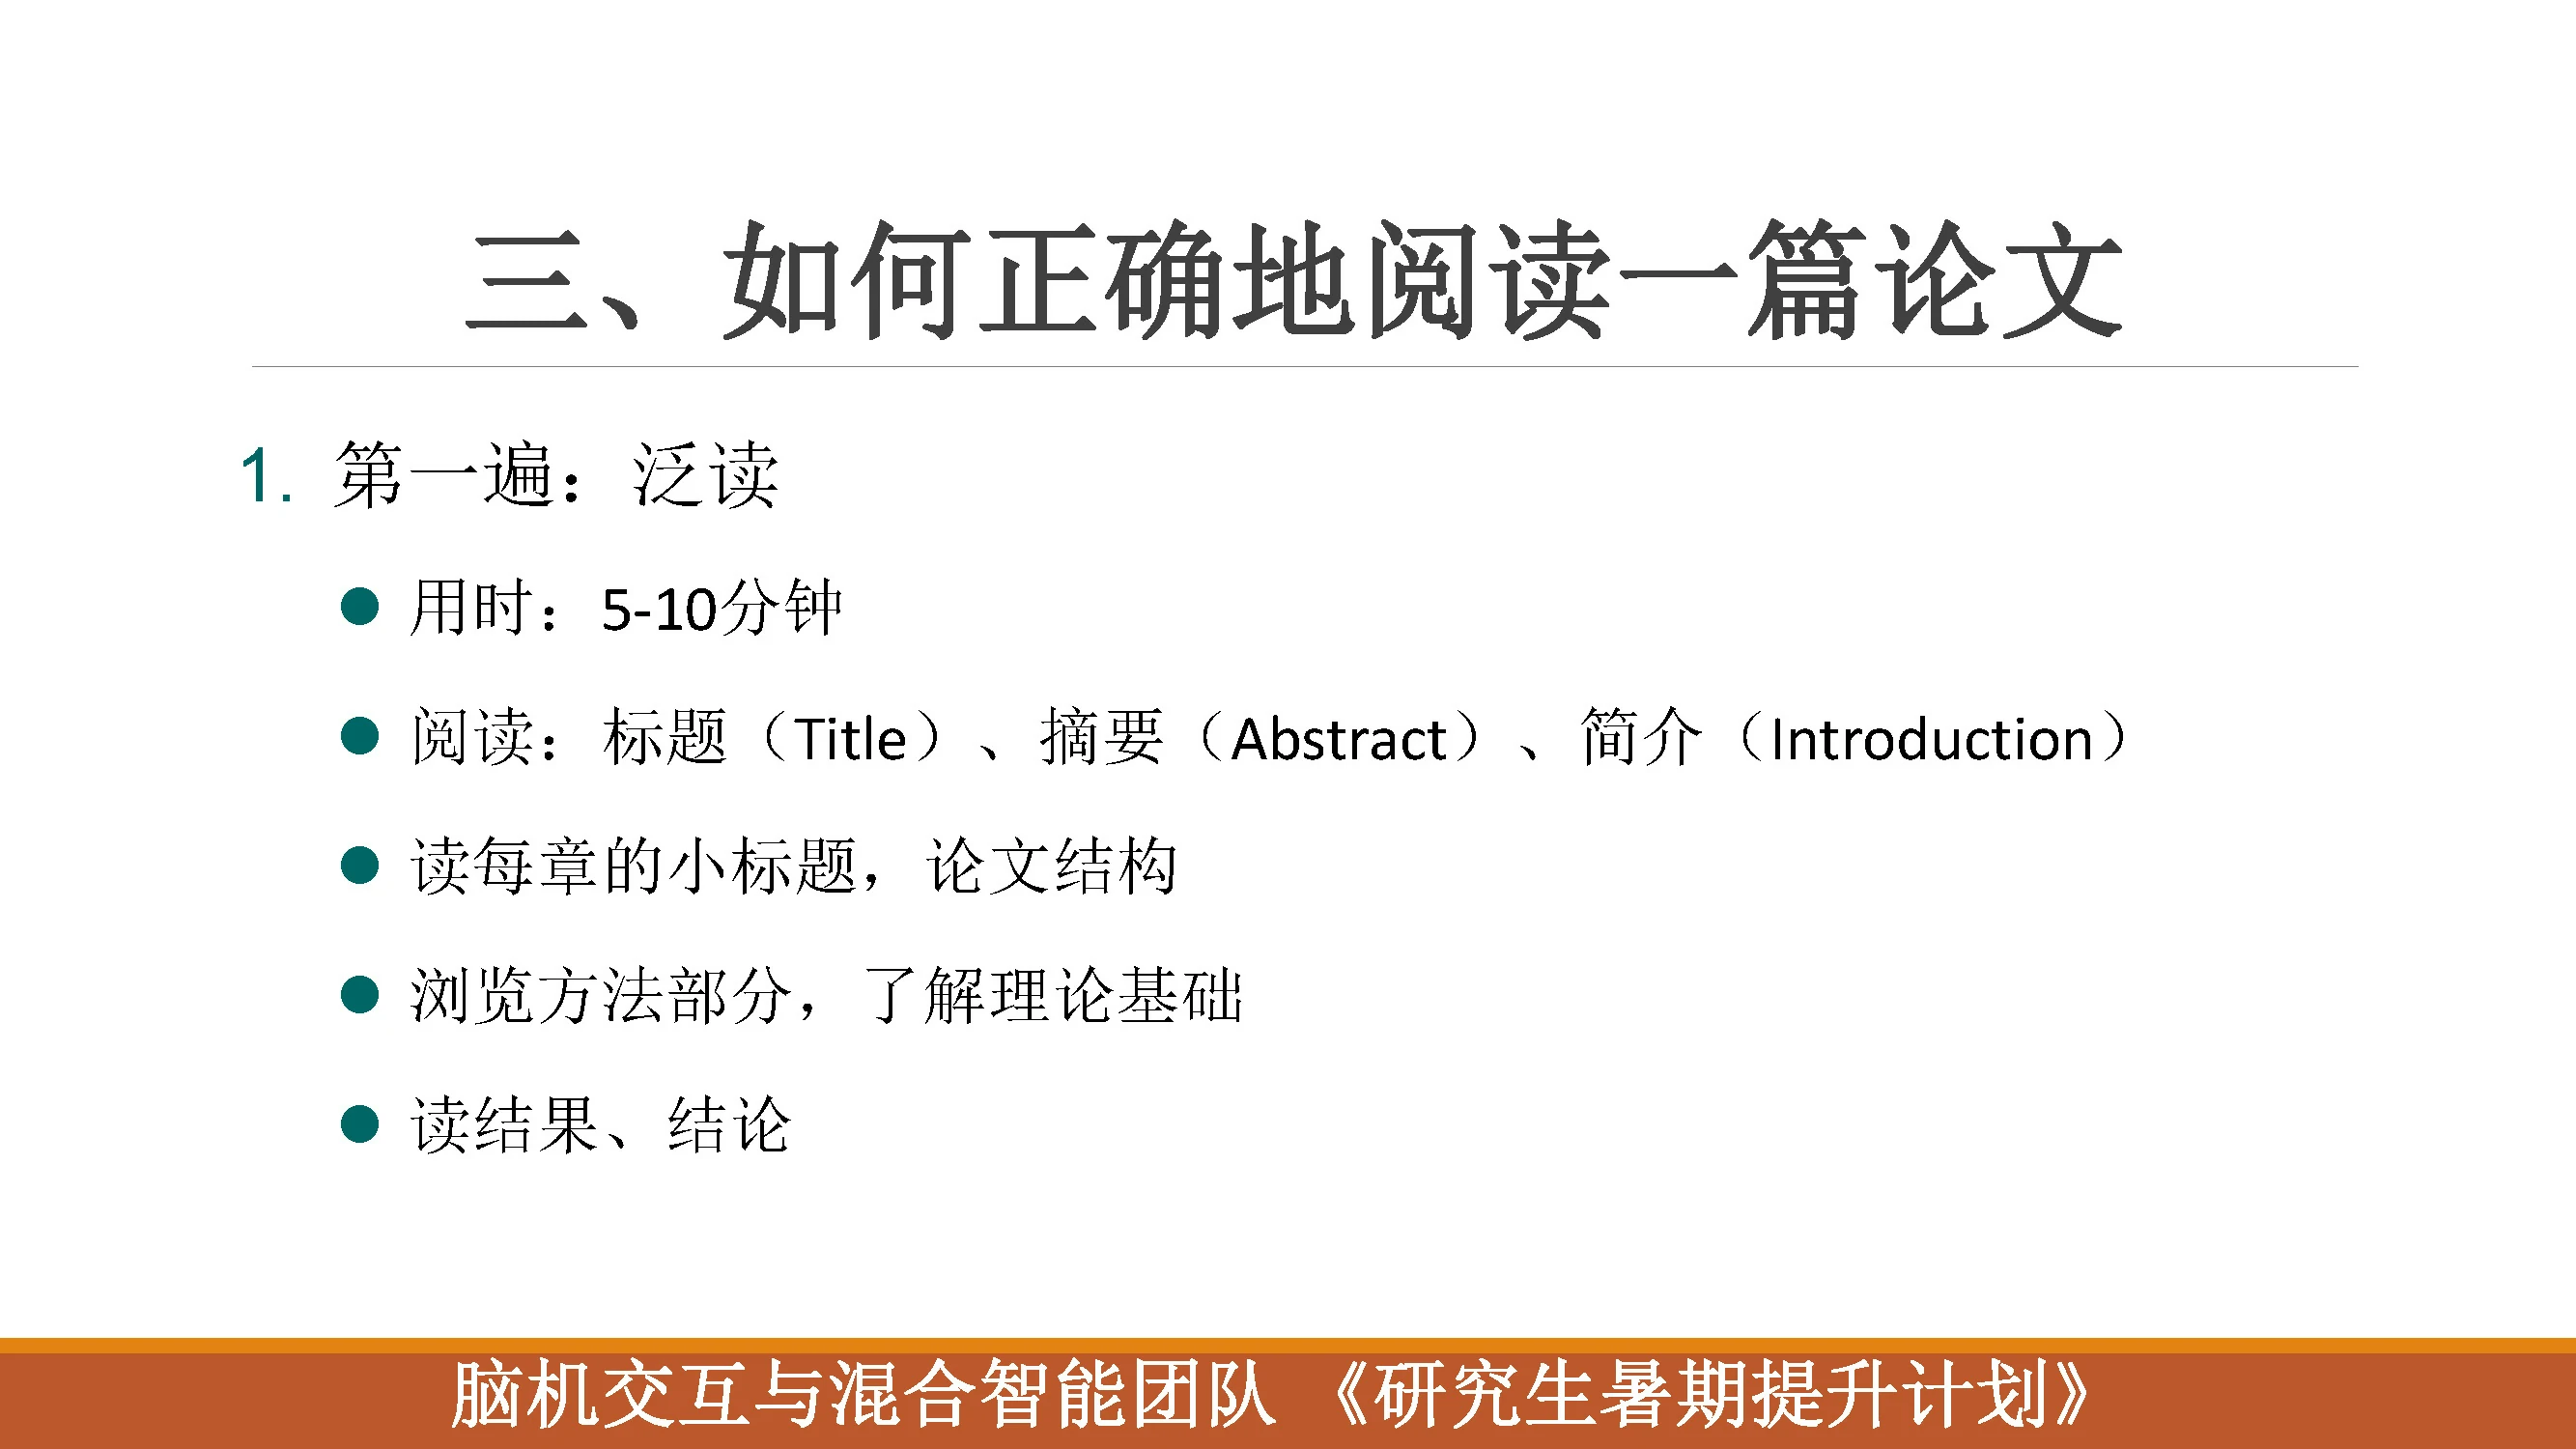 三、如何正确地阅读一篇论文
1. 第一遍：泛读
● 用时：5-10分钟
● 阅读：标题（Title）、摘要（Abstract）、简介（Introduction）
● 读每章的小标题，论文结构
● 浏览方法部分，了解理论基础
● 读结果、结论
脑机交互与混合智能团队 《研究生暑期提升计划》